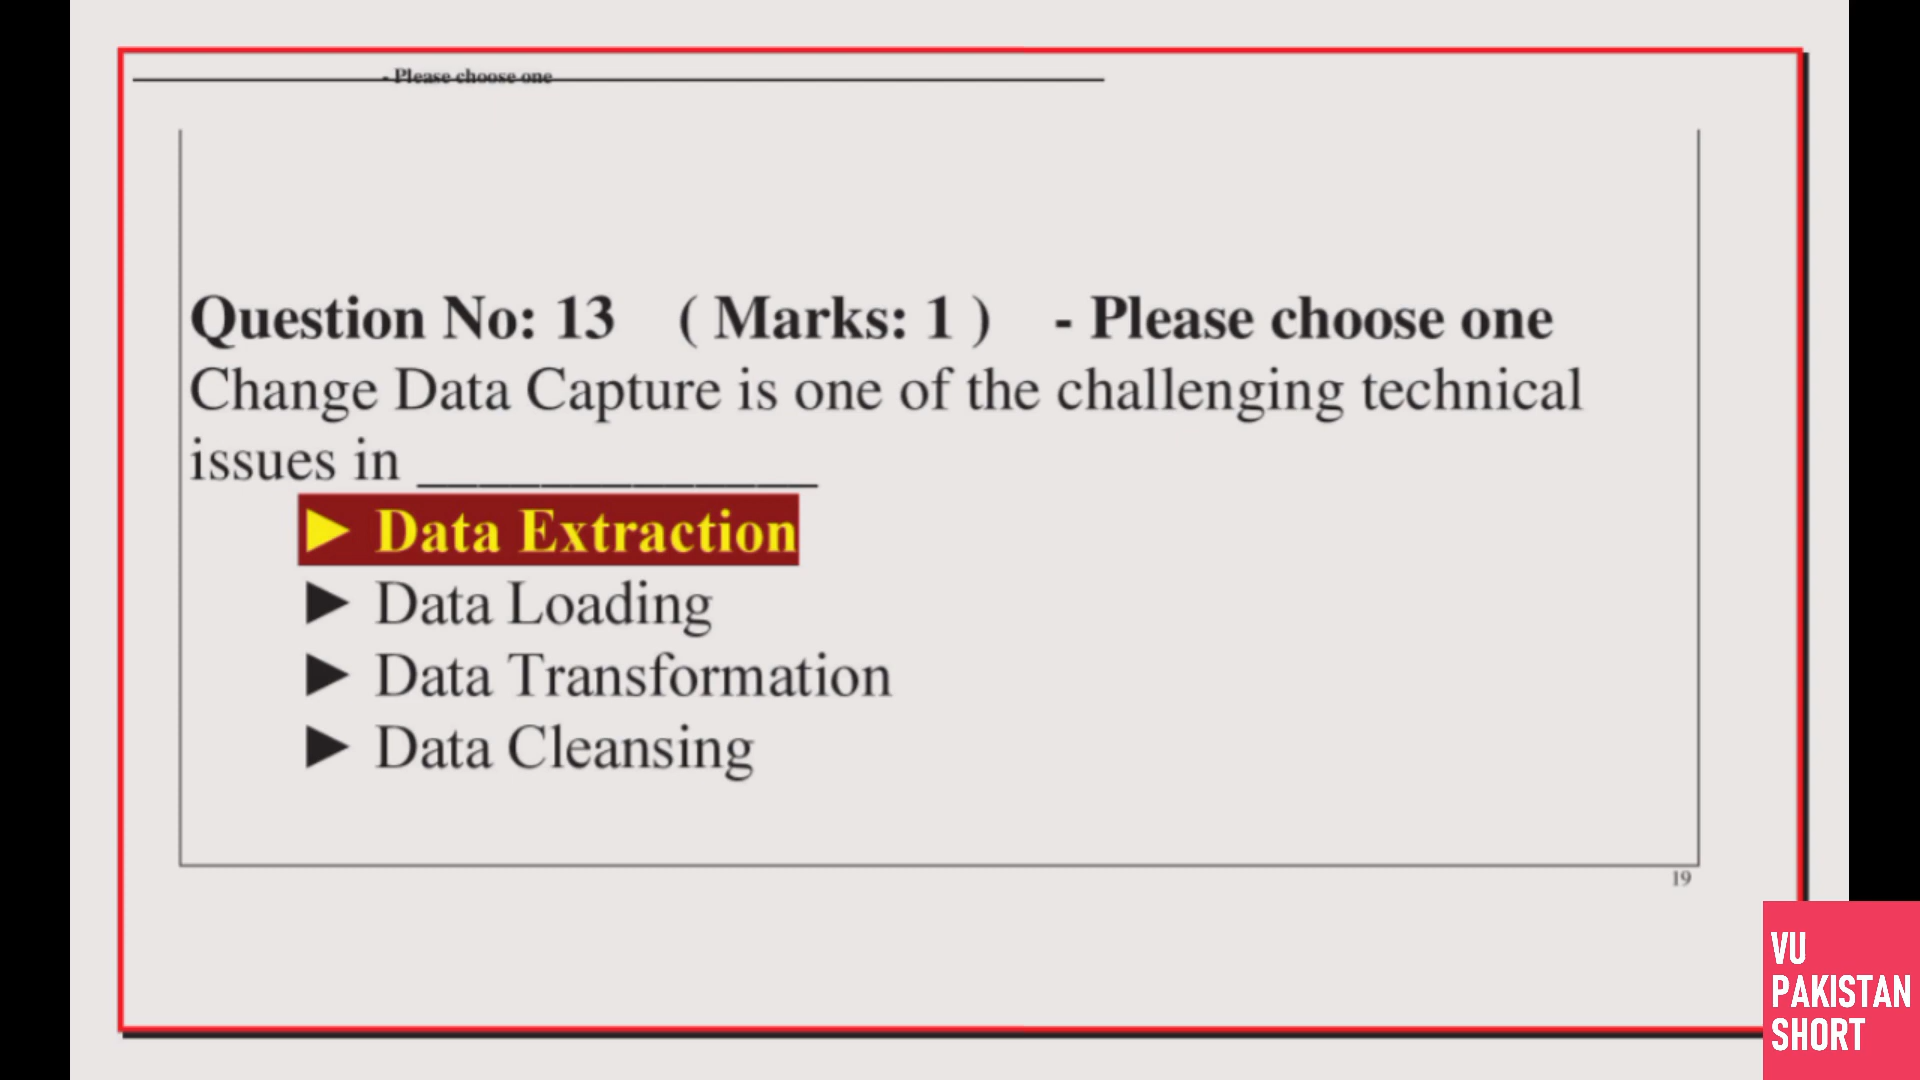 - Please choose one
Question No: 13 ( Marks: 1 ) - Please choose one
Change Data Capture is one of the challenging technical
issues in _____________
► Data Extraction
► Data Loading
► Data Transformation
► Data Cleansing
19
VU
PAKISTAN
SHORT